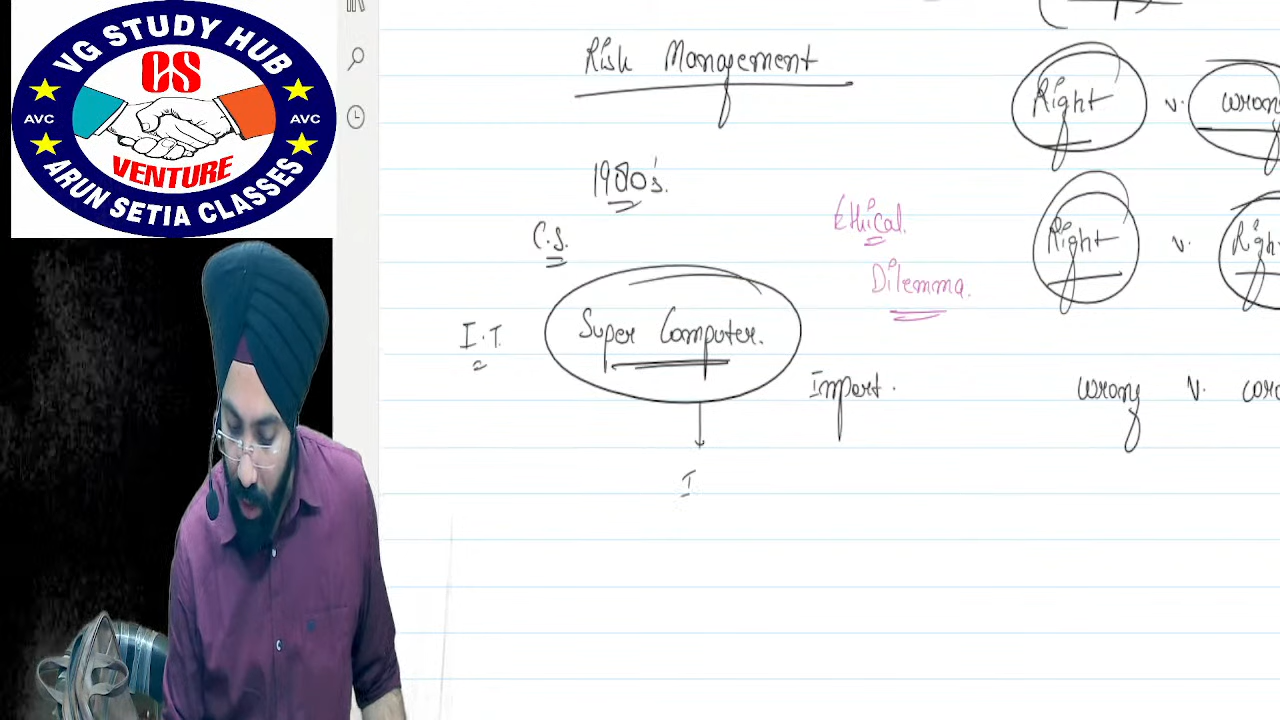 VG STUDY HUB
CS
AVC
AVC
VENTURE
ARUN SETIA CLASSES
Risk Management
1980's.
C.S.
I.T.
Super Computer.
Import.
I
Ethical
Dilemma.
Right v. wrong
Right v.
wrong v.